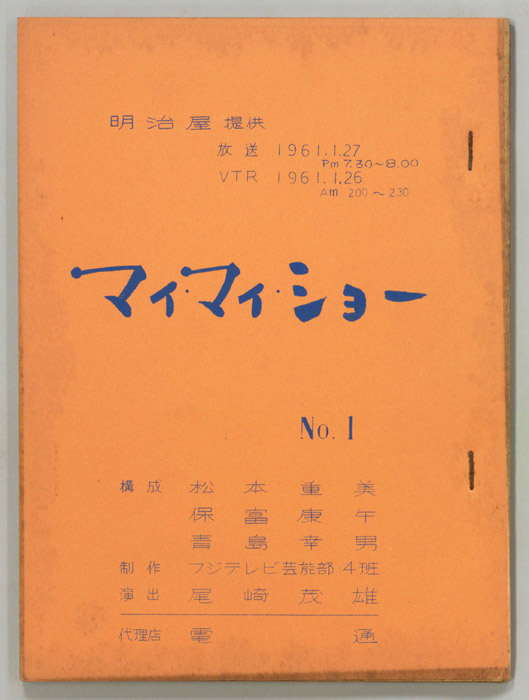 明治屋 提供
放送 1961.1.27
Pm 7.30~8.00
VTR 1961.1.26
Am 2.00~2.30
マイ・マイ・ショー
No.1
構成 松本重美
保富康午
青島幸男
制作 フジテレビ芸能部4班
演出 尾崎茂雄
代理店 電通